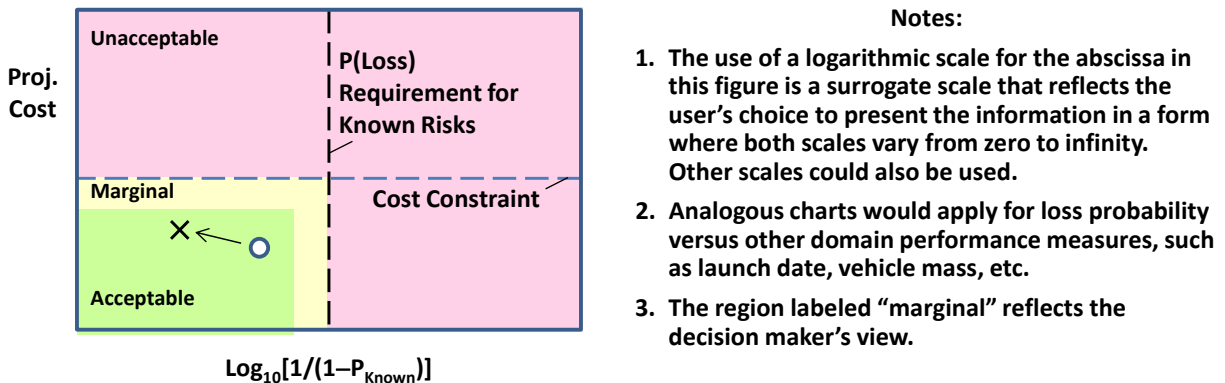 Unacceptable
Proj.
Cost
P(Loss)
Requirement for
Known Risks
Marginal
Cost Constraint
Acceptable
Log10[1/(1–PKnown)]
Notes:
1. The use of a logarithmic scale for the abscissa in
this figure is a surrogate scale that reflects the
user’s choice to present the information in a form
where both scales vary from zero to infinity.
Other scales could also be used.
2. Analogous charts would apply for loss probability
versus other domain performance measures, such
as launch date, vehicle mass, etc.
3. The region labeled “marginal” reflects the
decision maker’s view.